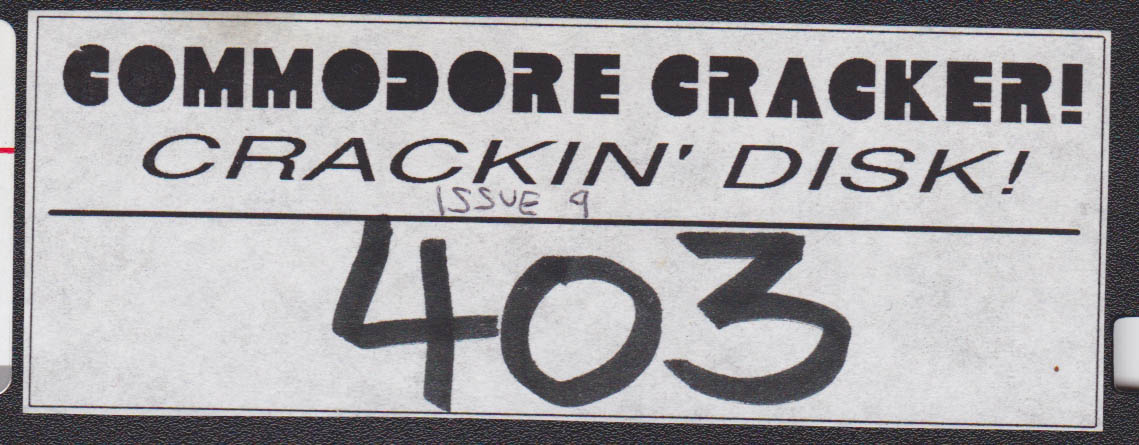 COMMODORE CRACKER!
CRACKIN' DISK!
ISSUE 9
403